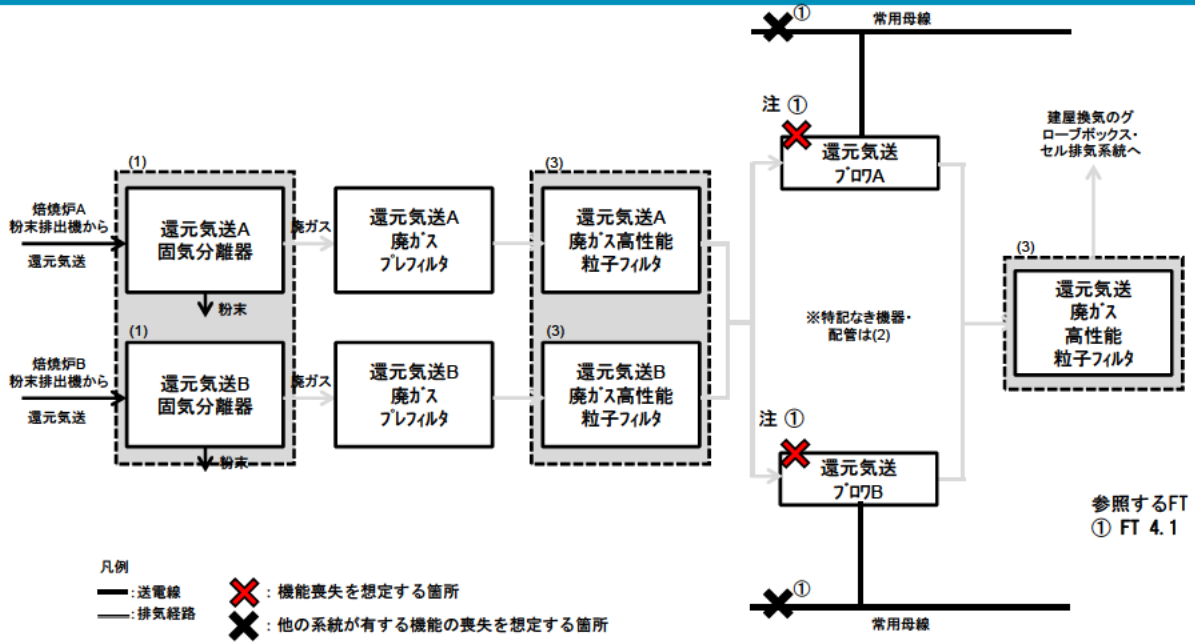 ①
常用母線
注 ①
還元気送
ブロワA
建屋換気のグ
ローブボックス・
セル排気系統へ
(1)
焙焼炉A
粉末排出機から
還元気送
還元気送A
固気分離器
粉末
廃ガス
還元気送A
廃ガス
プレフィルタ
(3)
還元気送A
廃ガス高性能
粒子フィルタ
(1)
焙焼炉B
粉末排出機から
還元気送
還元気送B
固気分離器
粉末
廃ガス
還元気送B
廃ガス
プレフィルタ
(3)
還元気送B
廃ガス高性能
粒子フィルタ
※特記なき機器・
配管は(2)
(3)
還元気送
廃ガス
高性能
粒子フィルタ
注 ①
還元気送
ブロワB
①
常用母線
参照するFT
① FT 4.1
凡例
:送電線
:排気経路
: 機能喪失を想定する箇所
: 他の系統が有する機能の喪失を想定する箇所